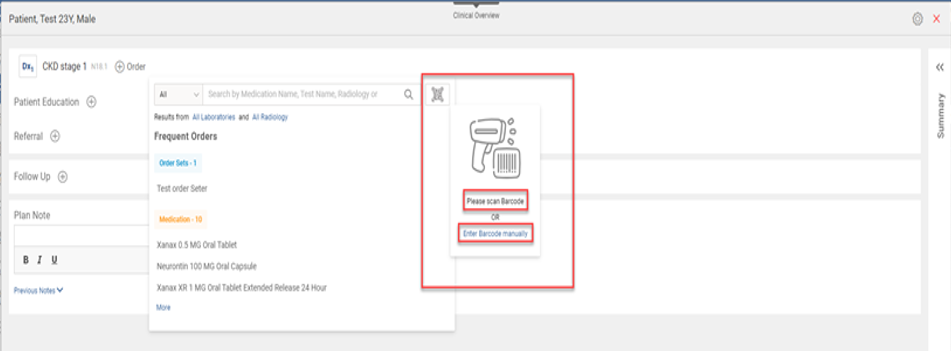 Clinical Overview
Patient, Test 23Y, Male
Dx1 CKD stage 1 N18.1 Order
Patient Education
Referral
Follow Up
Plan Note
B I U
Previous Notes
All Search by Medication Name, Test Name, Radiology or
Results from All Laboratories and All Radiology
Frequent Orders
Order Sets - 1
Test order Seter
Medication - 10
Xanax 0.5 MG Oral Tablet
Neurontin 100 MG Oral Capsule
Xanax XR 1 MG Oral Tablet Extended Release 24 Hour
More
Please scan Barcode
OR
Enter Barcode manually
Summary